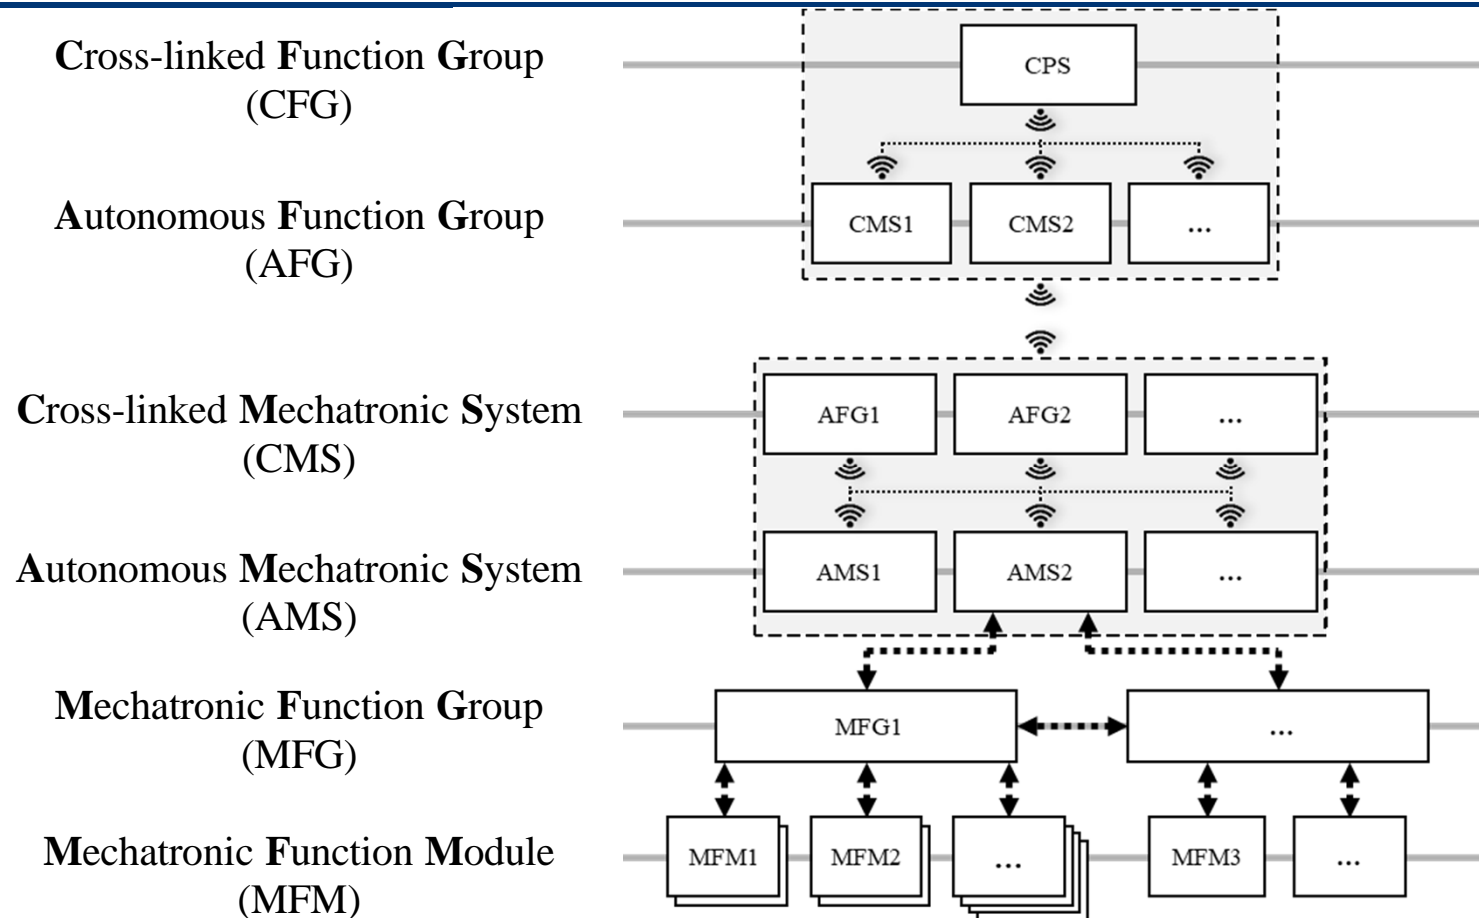 Cross-linked Function Group
(CFG)
CPS
Autonomous Function Group
(AFG)
CMS1
CMS2
...
Cross-linked Mechatronic System
(CMS)
AFG1
AFG2
...
Autonomous Mechatronic System
(AMS)
AMS1
AMS2
...
Mechatronic Function Group
(MFG)
MFG1
...
Mechatronic Function Module
(MFM)
MFM1
MFM2
...
MFM3
...